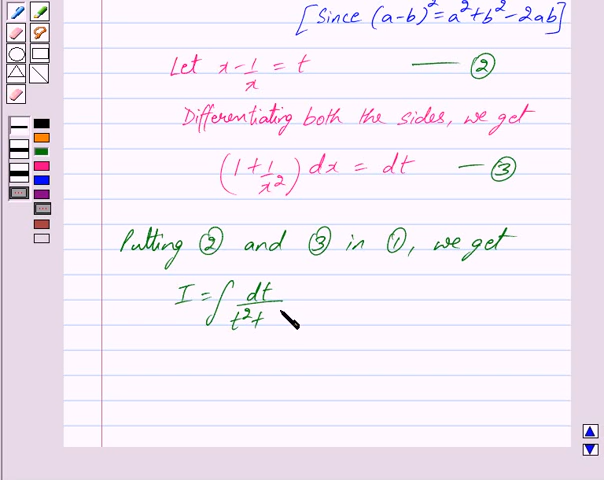 [Since (a-b)² = a² + b² - 2ab]
Let x - 1/x = t —— ②
Differentiating both the sides, we get
(1 + 1/x²) dx = dt — ③
Putting ② and ③ in ①, we get
I = ∫ dt/t²+